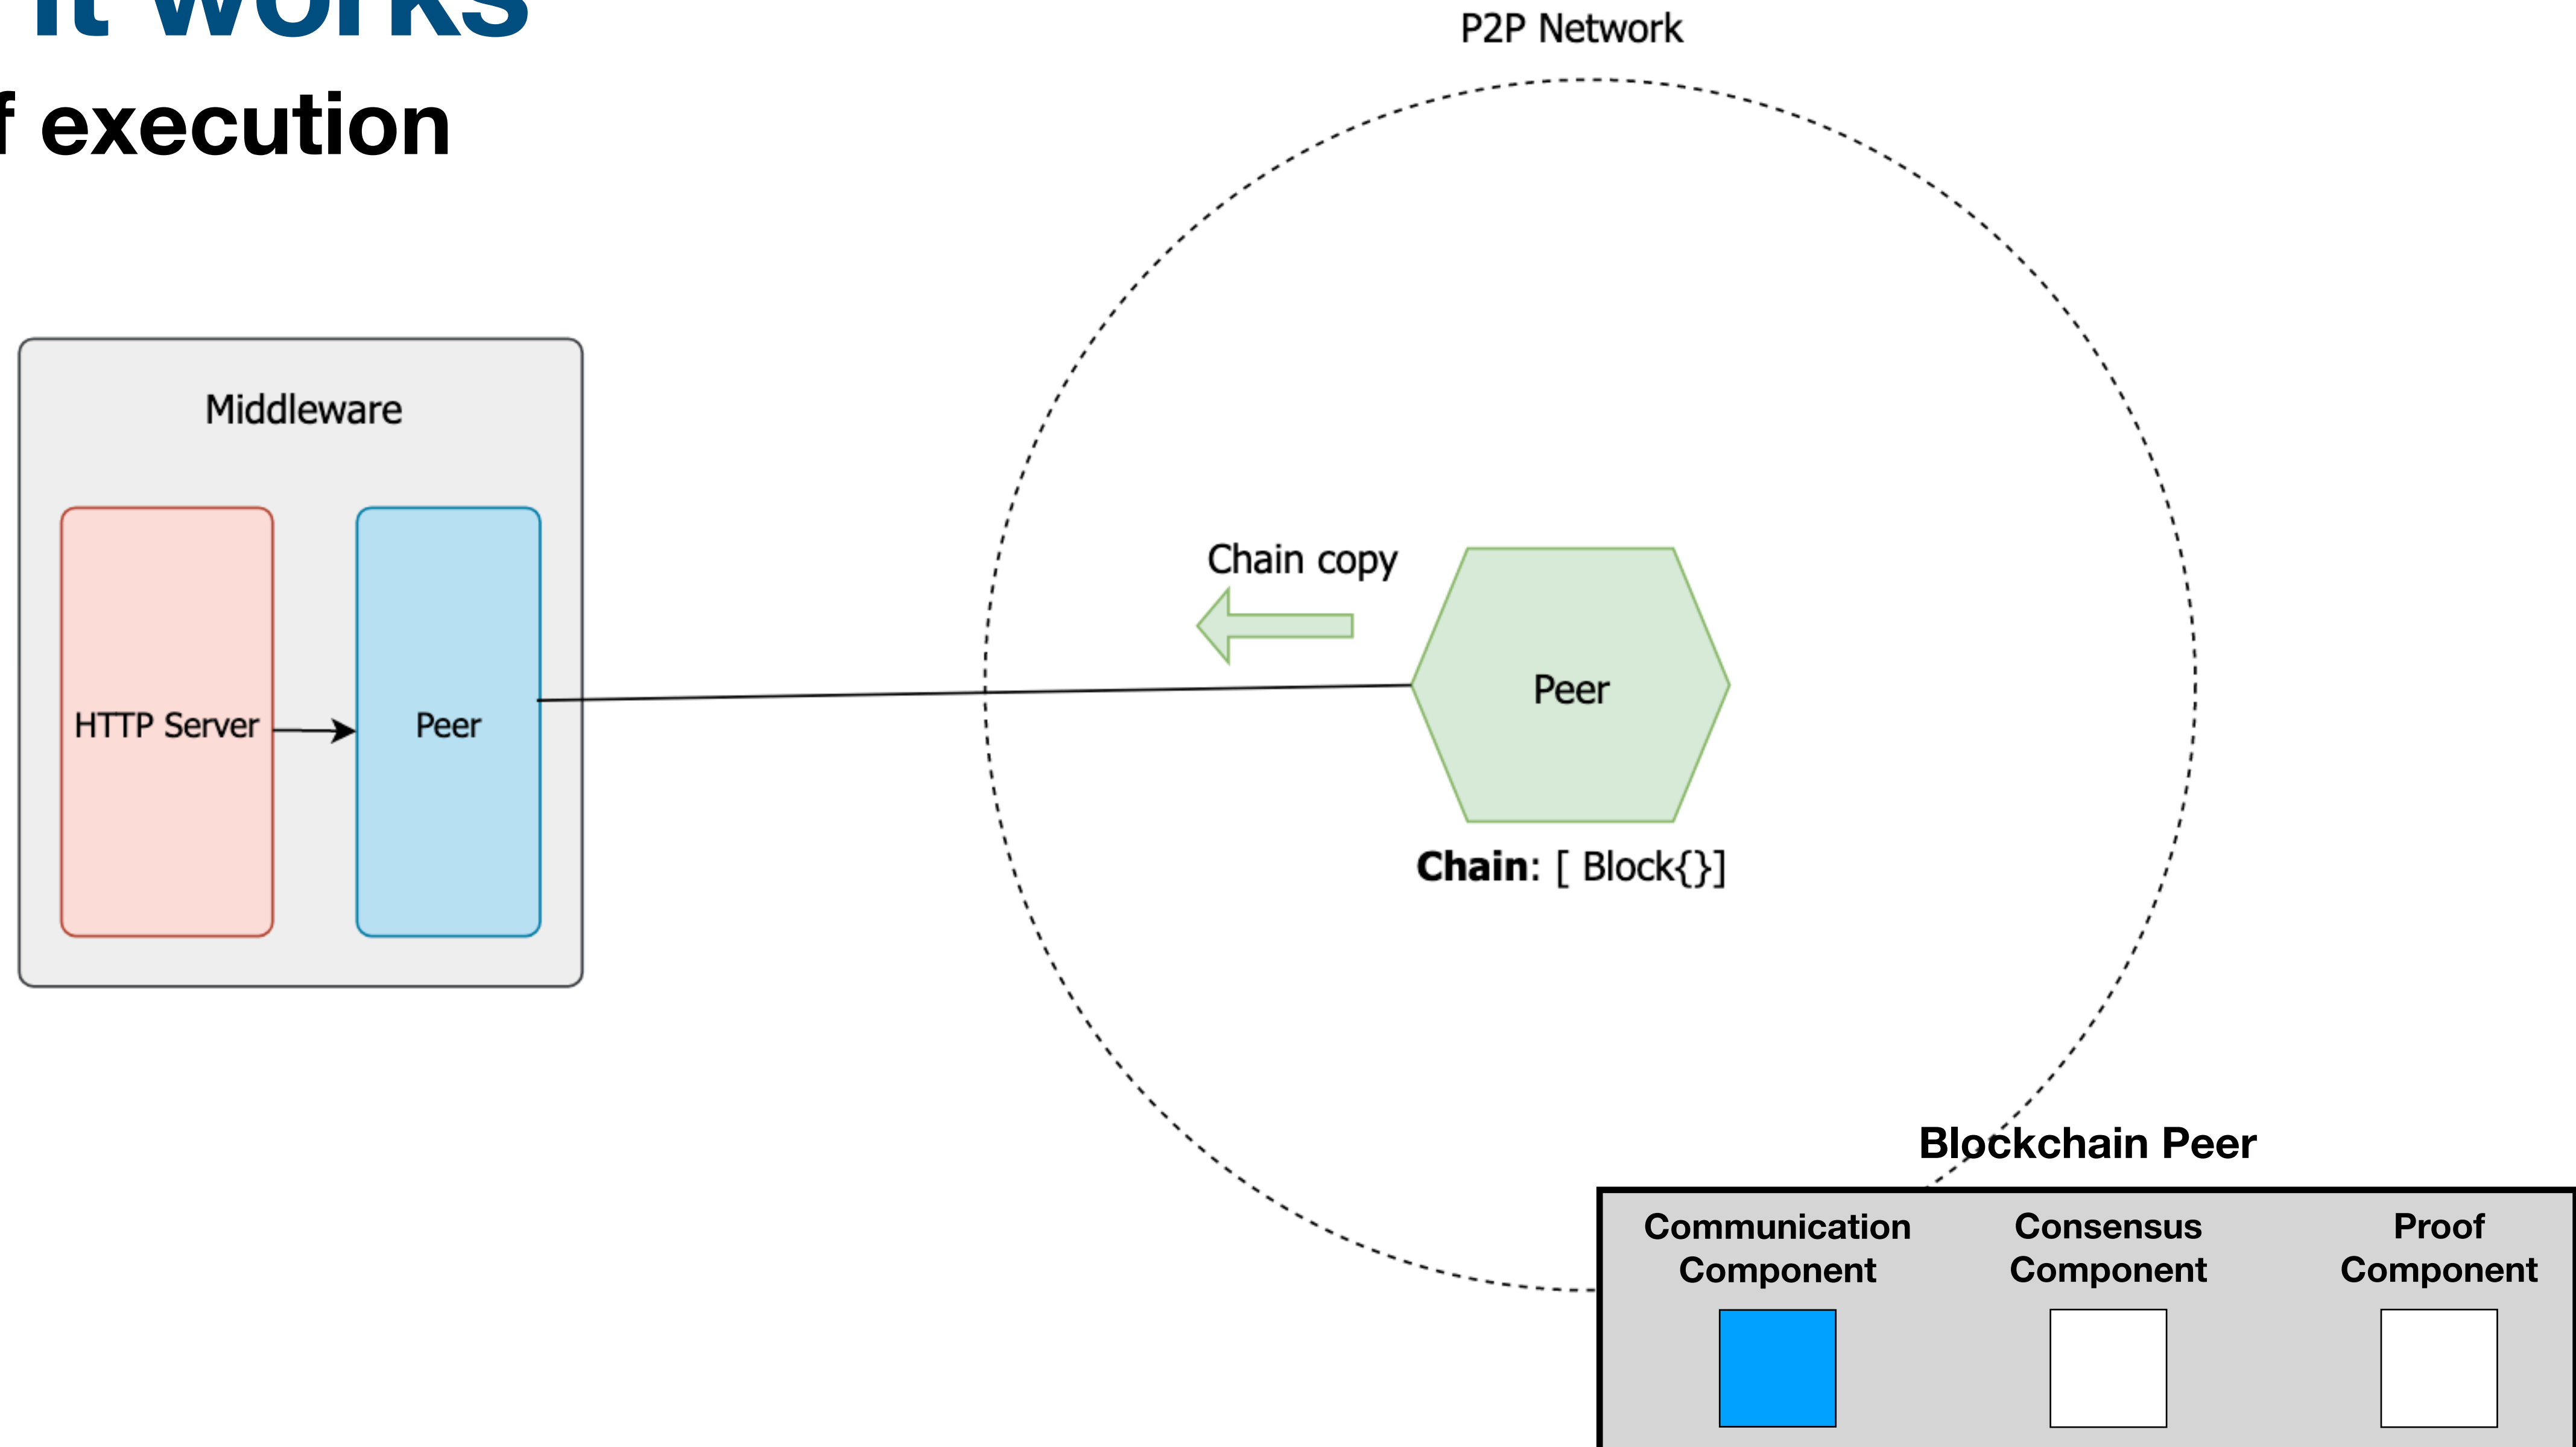 it works
f execution
P2P Network
Middleware
HTTP Server
Peer
Chain copy
Peer
Chain: [ Block{}]
Blockchain Peer
Communication
Component
Consensus
Component
Proof
Component